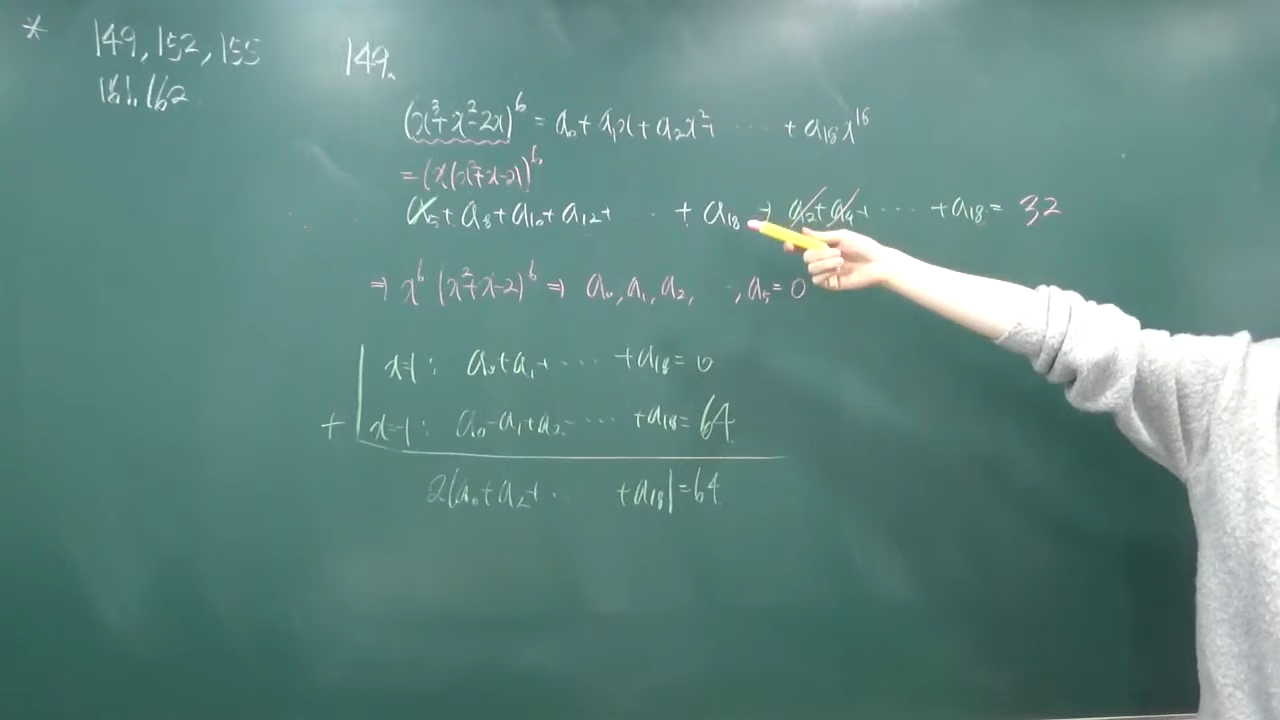 * 149, 152, 155
161, 162
149.
(x³+x²-2x)⁶ = a₀ + a₁x + a₂x² + ⋯ + a₁₈x¹⁸
= (x(x²+x-2))⁶
a₅ + a₈ + a₁₀ + a₁₂ + ⋯ + a₁₈ → a₂ + a₄ + ⋯ + a₁₈ = 32
⇒ x⁶(x²+x-2)⁶ ⇒ a₀, a₁, a₂, ⋯, a₅ = 0
x=1 : a₀ + a₁ + ⋯ + a₁₈ = 0
+ x=-1 : a₀ - a₁ + a₂ - ⋯ + a₁₈ = 64
2(a₀ + a₂ + ⋯ + a₁₈) = 64